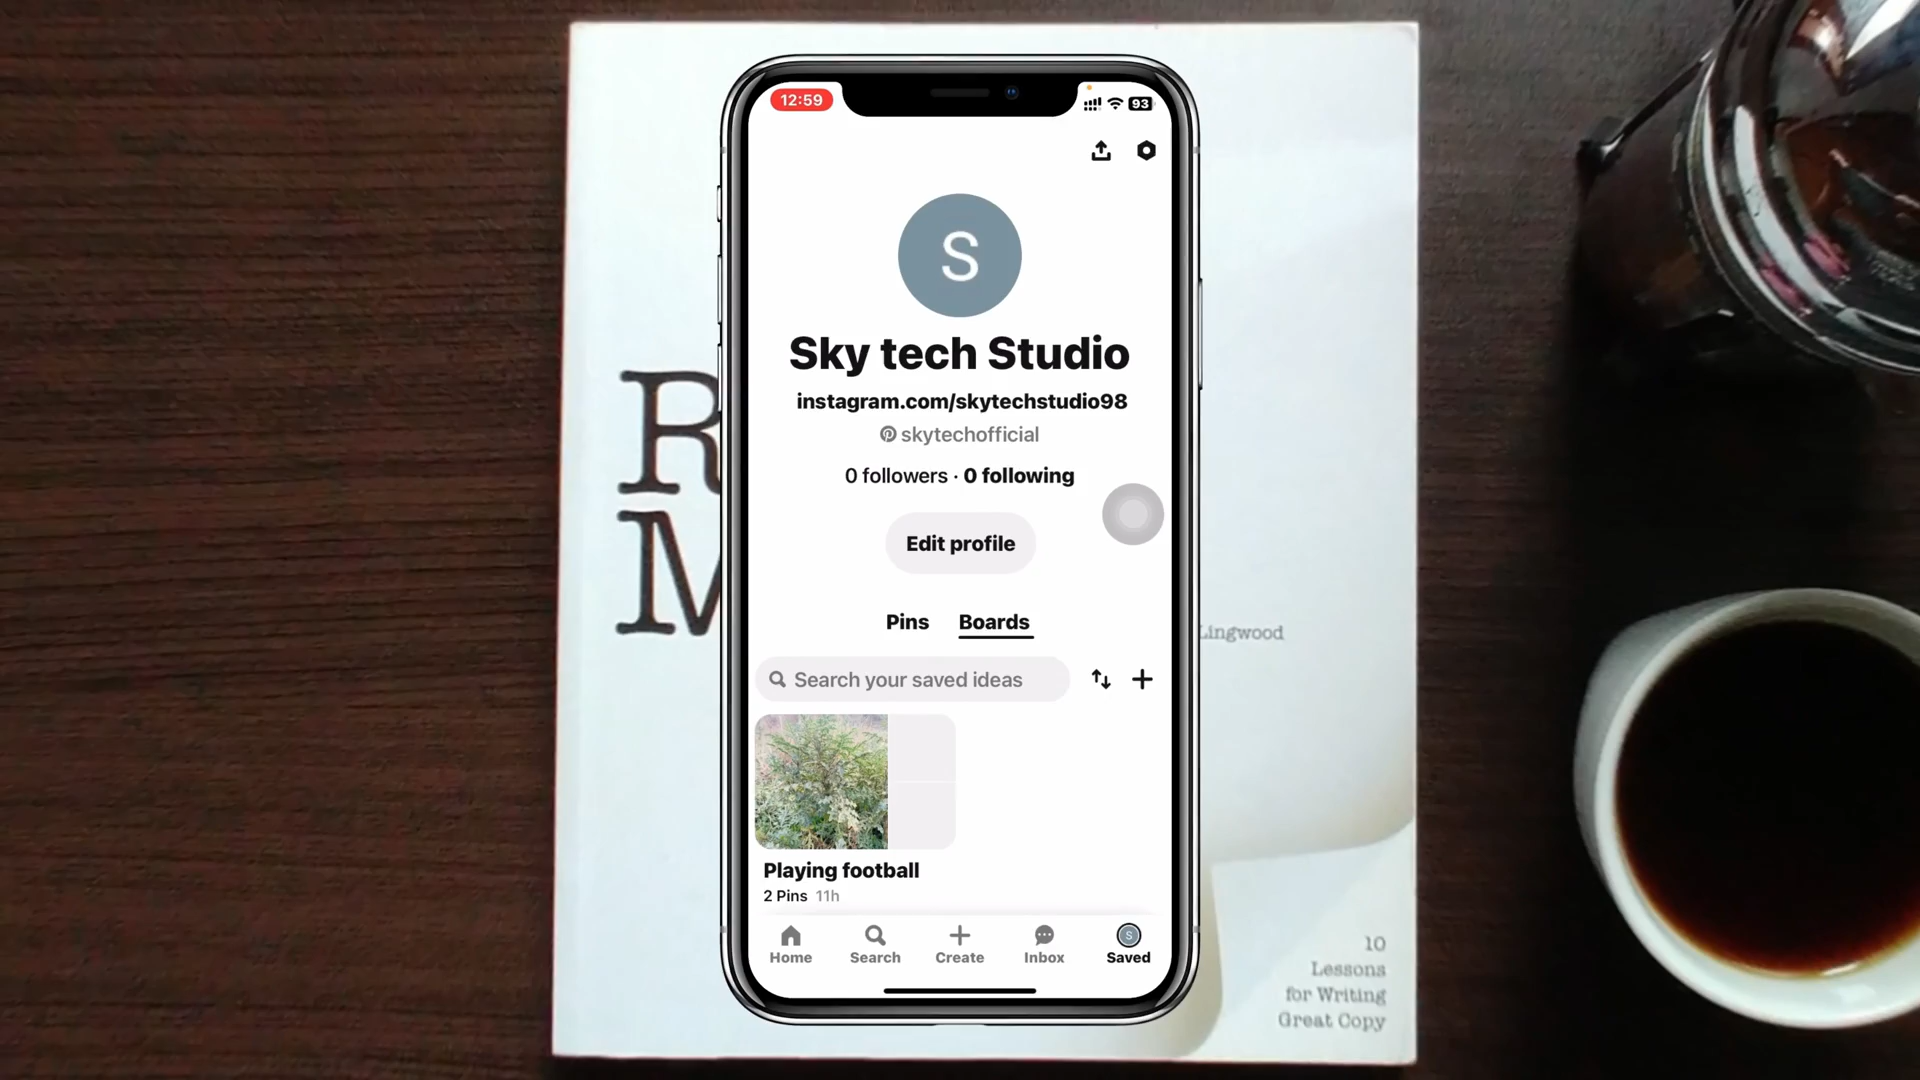 12:59
93
S
Sky tech Studio
instagram.com/skytechstudio98
skytechofficial
0 followers · 0 following
Edit profile
Pins Boards
Search your saved ideas
Playing football
2 Pins 11h
Home Search Create Inbox Saved
S
R
M
Lingwood
10
Lessons
for Writing
Great Copy